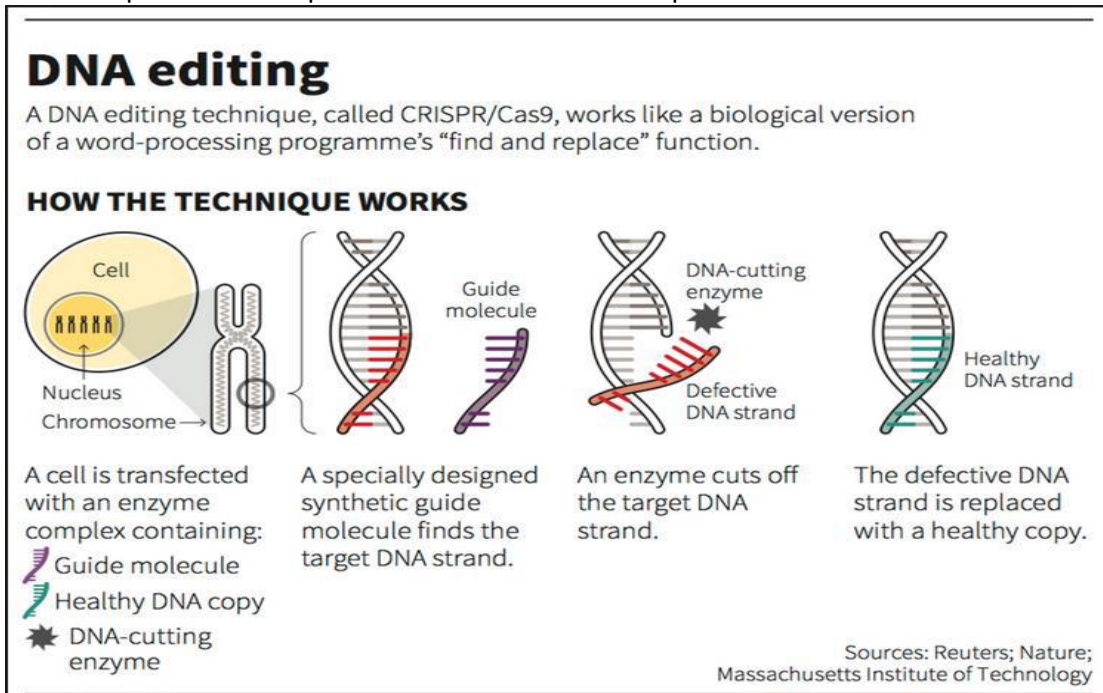 DNA editing
A DNA editing technique, called CRISPR/Cas9, works like a biological version
of a word-processing programme's “find and replace” function.
HOW THE TECHNIQUE WORKS
Cell
Nucleus
Chromosome
Guide
molecule
DNA-cutting
enzyme
Defective
DNA strand
Healthy
DNA strand
A cell is transfected
with an enzyme
complex containing:
Guide molecule
Healthy DNA copy
DNA-cutting
enzyme
A specially designed
synthetic guide
molecule finds the
target DNA strand.
An enzyme cuts off
the target DNA
strand.
The defective DNA
strand is replaced
with a healthy copy.
Sources: Reuters; Nature;
Massachusetts Institute of Technology